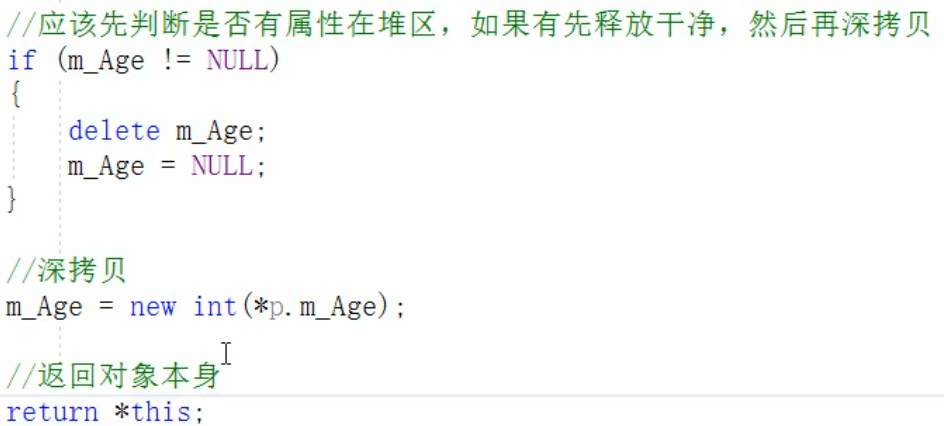 //应该先判断是否有属性在堆区，如果有先释放干净，然后再深拷贝
if (m_Age != NULL)
{
delete m_Age;
m_Age = NULL;
}
//深拷贝
m_Age = new int(*p.m_Age);
//返回对象本身
return *this;